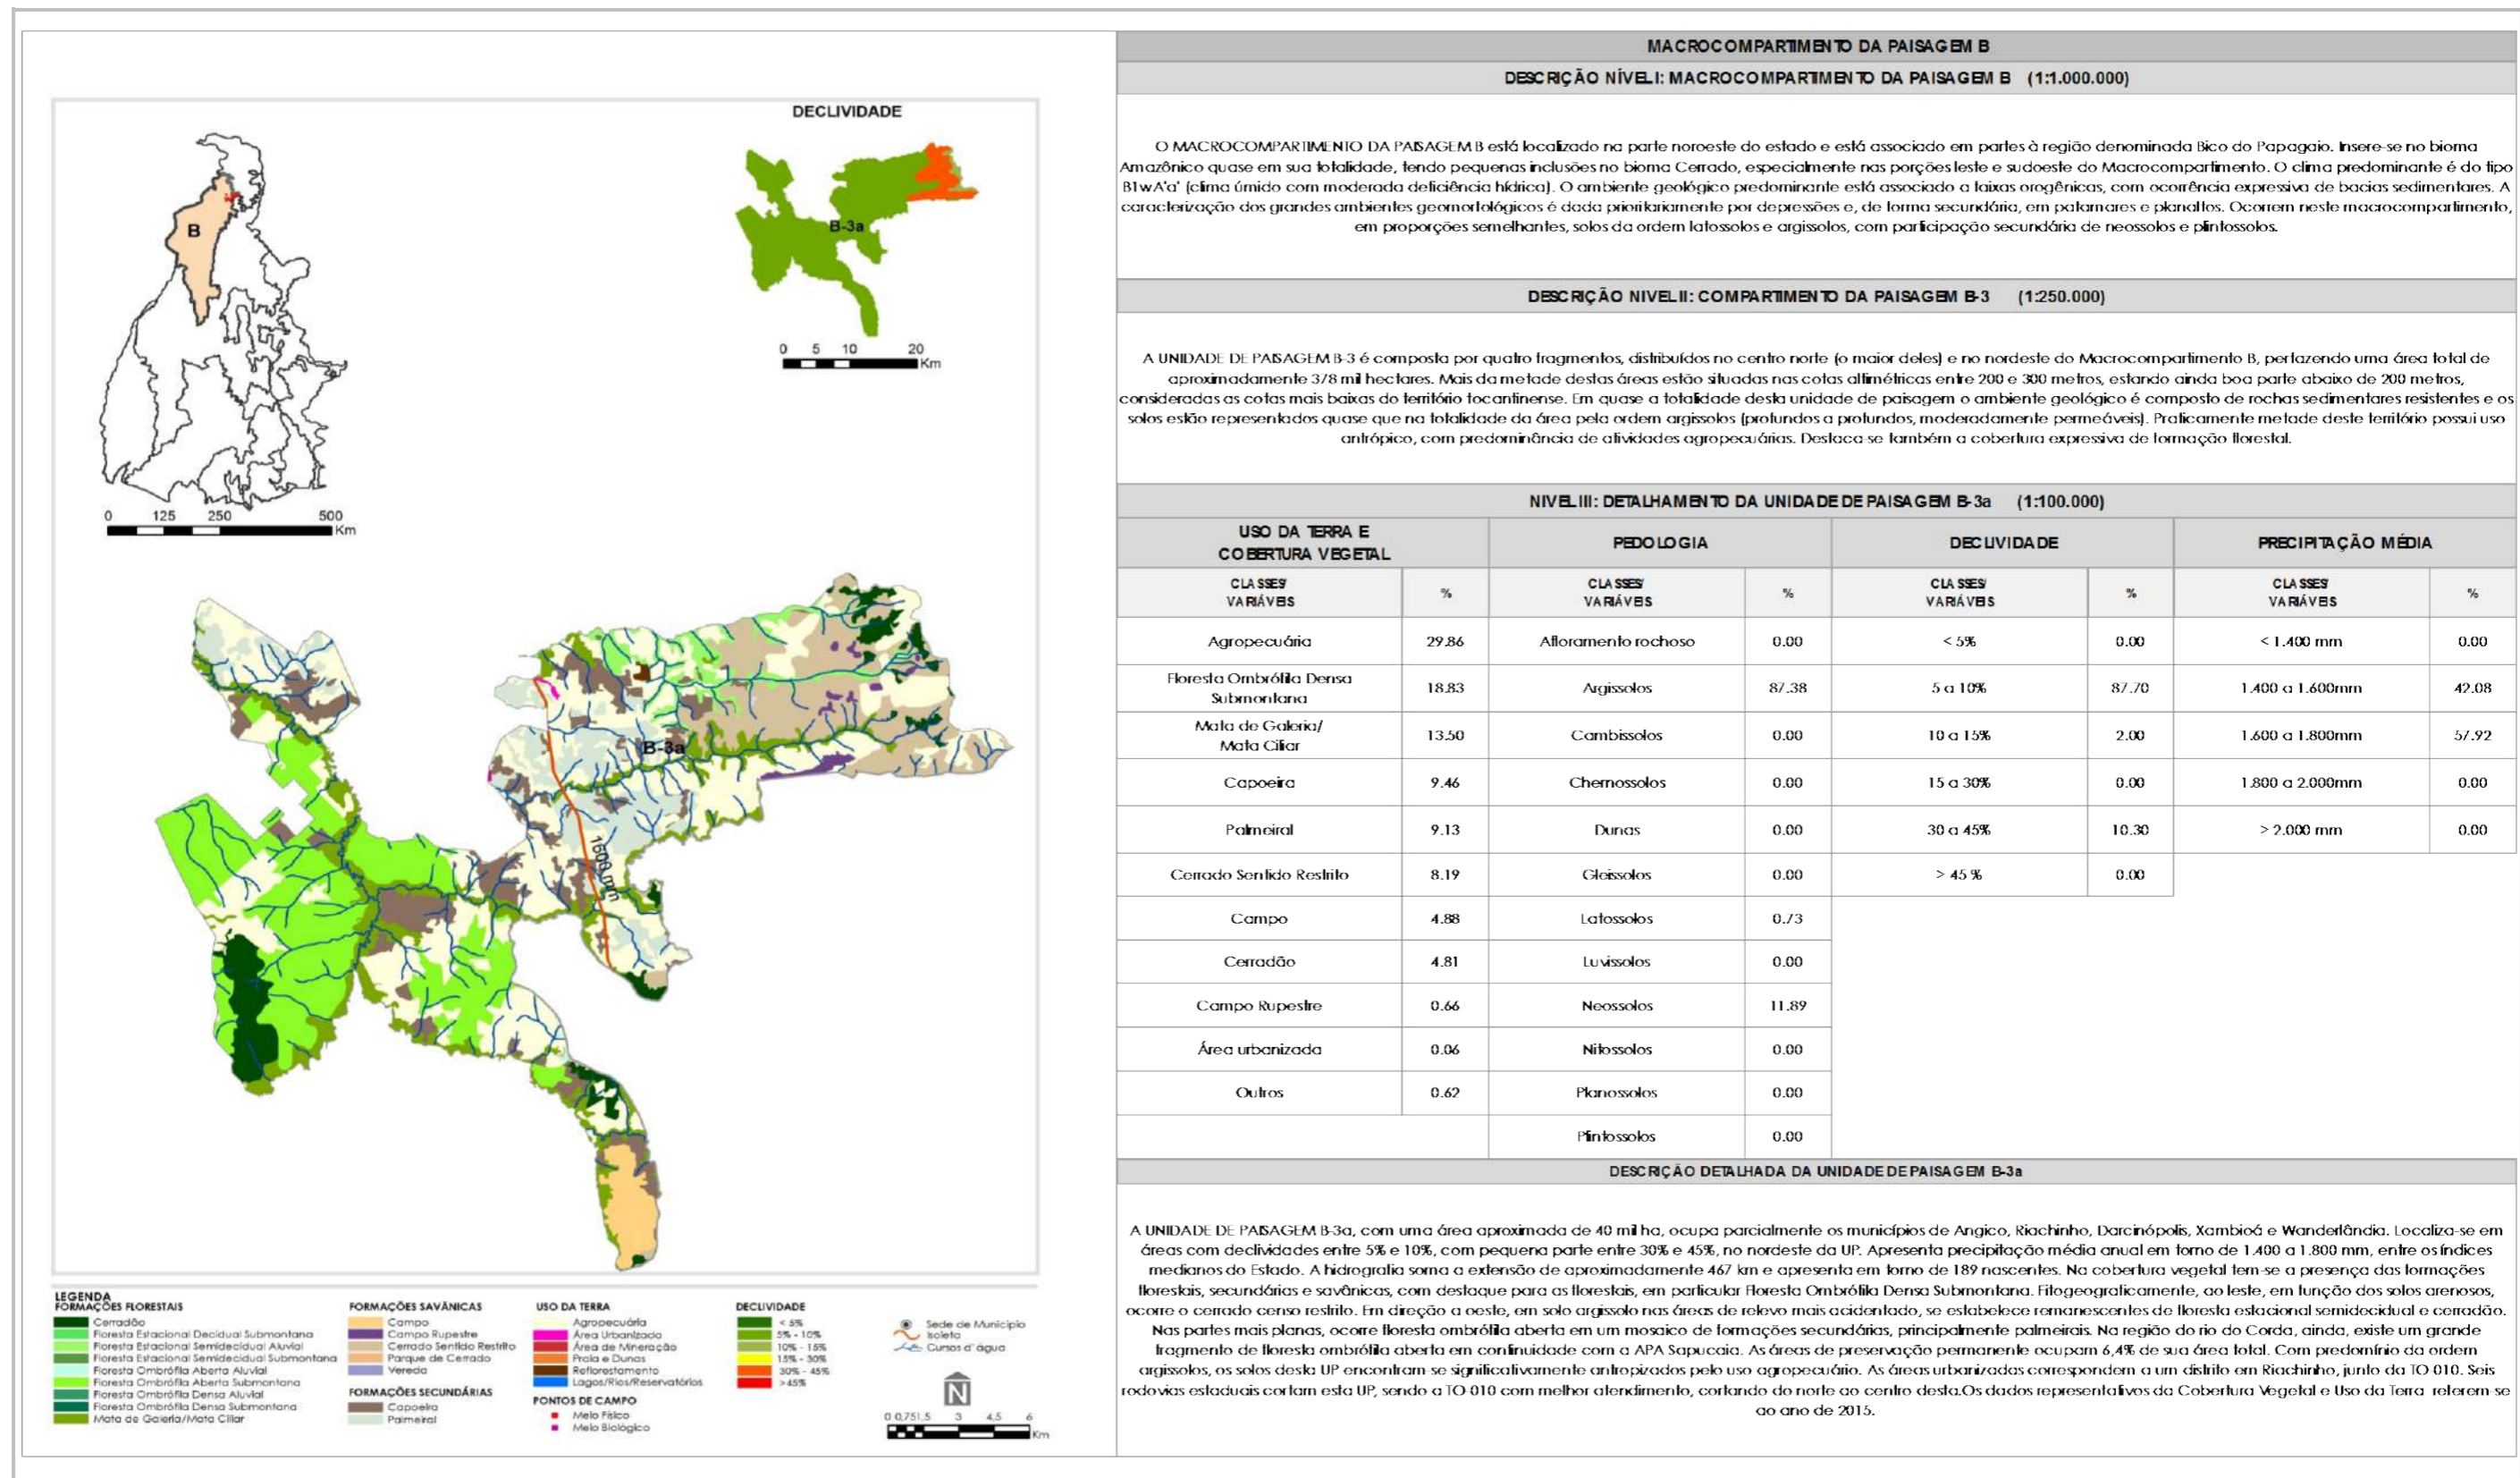 DECLIVIDADE
B
B-3a
0 5 10 20
Km
0 125 250 500
Km
B-3a
1600 mm
LEGENDA
FORMAÇÕES FLORESTAIS
Cerradão
Floresta Estacional Decidual Submontana
Floresta Estacional Semidecidual Aluvial
Floresta Estacional Semidecidual Submontana
Floresta Ombrófila Aberta Aluvial
Floresta Ombrófila Aberta Submontana
Floresta Ombrófila Densa Aluvial
Floresta Ombrófila Densa Submontana
Mata de Galeria/Mata Ciliar
FORMAÇÕES SAVÂNICAS
Campo
Campo Rupestre
Cerrado Sentido Restrito
Parque de Cerrado
Vereda
FORMAÇÕES SECUNDÁRIAS
Capoeira
Palmeiral
USO DA TERRA
Agropecuária
Área Urbanizada
Área de Mineração
Praia e Dunas
Reflorestamento
Lagos/Rios/Reservatórios
PONTOS DE CAMPO
Meio Físico
Meio Biológico
DECLIVIDADE
< 5%
5% - 10%
10% - 15%
15% - 30%
30% - 45%
>45%
Sede de Município
Isoieta
Cursos d'água
N
0 0,751,5 3 4,5 6
Km
MACROCOMPARTIMENTO DA PAISAGEM B
DESCRIÇÃO NÍVEL I: MACROCOMPARTIMENTO DA PAISAGEM B (1:1.000.000)
O MACROCOMPARTIMENTO DA PAISAGEM B está localizado na parte noroeste do estado e está associado em partes à região denominada Bico do Papagaio. Insere-se no bioma
Amazônico quase em sua totalidade, tendo pequenas inclusões no bioma Cerrado, especialmente nas porções leste e sudoeste do Macrocompartimento. O clima predominante é do tipo
B1wA'a' (clima úmido com moderada deficiência hídrica). O ambiente geológico predominante está associado a faixas orogênicas, com ocorrência expressiva de bacias sedimentares. A
caracterização dos grandes ambientes geomorfológicos é dada prioritariamente por depressões e, de forma secundária, em patamares e planaltos. Ocorrem neste macrocompartimento,
em proporções semelhantes, solos da ordem latossolos e argissolos, com participação secundária de neossolos e plintossolos.
DESCRIÇÃO NIVEL II: COMPARTIMENTO DA PAISAGEM B-3 (1:250.000)
A UNIDADE DE PAISAGEM B-3 é composta por quatro fragmentos, distribuídos no centro norte (o maior deles) e no nordeste do Macrocompartimento B, perfazendo uma área total de
aproximadamente 378 mil hectares. Mais da metade destas áreas estão situadas nas cotas altimétricas entre 200 e 300 metros, estando ainda boa parte abaixo de 200 metros,
consideradas as cotas mais baixas do território tocantinense. Em quase a totalidade desta unidade de paisagem o ambiente geológico é composto de rochas sedimentares resistentes e os
solos estão representados quase que na totalidade da área pela ordem argissolos (profundos a profundos, moderadamente permeáveis). Praticamente metade deste território possui uso
antrópico, com predominância de atividades agropecuárias. Destaca-se também a cobertura expressiva de formação florestal.
NIVEL III: DETALHAMENTO DA UNIDADE DE PAISAGEM B-3a (1:100.000)
USO DA TERRA E COBERTURA VEGETAL PEDOLOGIA DECLIVIDADE PRECIPITAÇÃO MÉDIA
CLASSES/ VARIÁVEIS % CLASSES/ VARIÁVEIS % CLASSES/ VARIÁVEIS % CLASSES/ VARIÁVEIS %
Agropecuária 29.86 Afloramento rochoso 0.00 < 5% 0.00 < 1.400 mm 0.00
Floresta Ombrófila Densa Submontana 18.83 Argissolos 87.38 5 a 10% 87.70 1.400 a 1.600mm 42.08
Mata de Galeria/ Mata Ciliar 13.50 Cambissolos 0.00 10 a 15% 2.00 1.600 a 1.800mm 57.92
Capoeira 9.46 Chernossolos 0.00 15 a 30% 0.00 1.800 a 2.000mm 0.00
Palmeiral 9.13 Dunas 0.00 30 a 45% 10.30 > 2.000 mm 0.00
Cerrado Sentido Restrito 8.19 Gleissolos 0.00 > 45 % 0.00
Campo 4.88 Latossolos 0.73
Cerradão 4.81 Luvissolos 0.00
Campo Rupestre 0.66 Neossolos 11.89
Área urbanizada 0.06 Nitossolos 0.00
Outros 0.62 Planossolos 0.00
Plintossolos 0.00
DESCRIÇÃO DETALHADA DA UNIDADE DE PAISAGEM B-3a
A UNIDADE DE PAISAGEM B-3a, com uma área aproximada de 40 mil ha, ocupa parcialmente os municípios de Angico, Riachinho, Darcinópolis, Xambioá e Wanderlândia. Localiza-se em
áreas com declividades entre 5% e 10%, com pequena parte entre 30% e 45%, no nordeste da UP. Apresenta precipitação média anual em torno de 1.400 a 1.800 mm, entre os índices
medianos do Estado. A hidrografia soma a extensão de aproximadamente 467 km e apresenta em torno de 189 nascentes. Na cobertura vegetal tem-se a presença das formações
florestais, secundárias e savânicas, com destaque para as florestais, em particular Floresta Ombrófila Densa Submontana. Fitogeograficamente, ao leste, em função dos solos arenosos,
ocorre o cerrado censo restrito. Em direção a oeste, em solo argissolo nas áreas de relevo mais acidentado, se estabelece remanescentes de floresta estacional semidecidual e cerradão.
Nas partes mais planas, ocorre floresta ombrófila aberta em um mosaico de formações secundárias, principalmente palmeirais. Na região do rio do Corda, ainda, existe um grande
fragmento de floresta ombrófila aberta em continuidade com a APA Sapucaia. As áreas de preservação permanente ocupam 6,4% de sua área total. Com predomínio da ordem
argissolos, os solos desta UP encontram-se significativamente antropizados pelo uso agropecuário. As áreas urbanizadas correspondem a um distrito em Riachinho, junto da TO-010. Seis
rodovias estaduais cortam esta UP, sendo a TO-010 com melhor atendimento, cortando do norte ao centro desta.Os dados representativos da Cobertura Vegetal e Uso da Terra referem-se
ao ano de 2015.